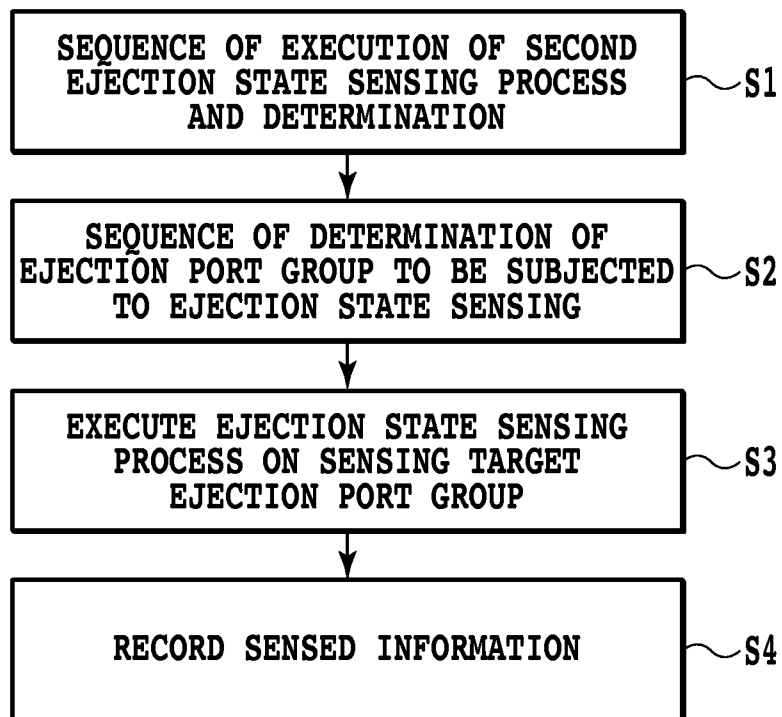 SEQUENCE OF EXECUTION OF SECOND
EJECTION STATE SENSING PROCESS
AND DETERMINATION
S1
SEQUENCE OF DETERMINATION OF
EJECTION PORT GROUP TO BE SUBJECTED
TO EJECTION STATE SENSING
S2
EXECUTE EJECTION STATE SENSING
PROCESS ON SENSING TARGET
EJECTION PORT GROUP
S3
RECORD SENSED INFORMATION
S4